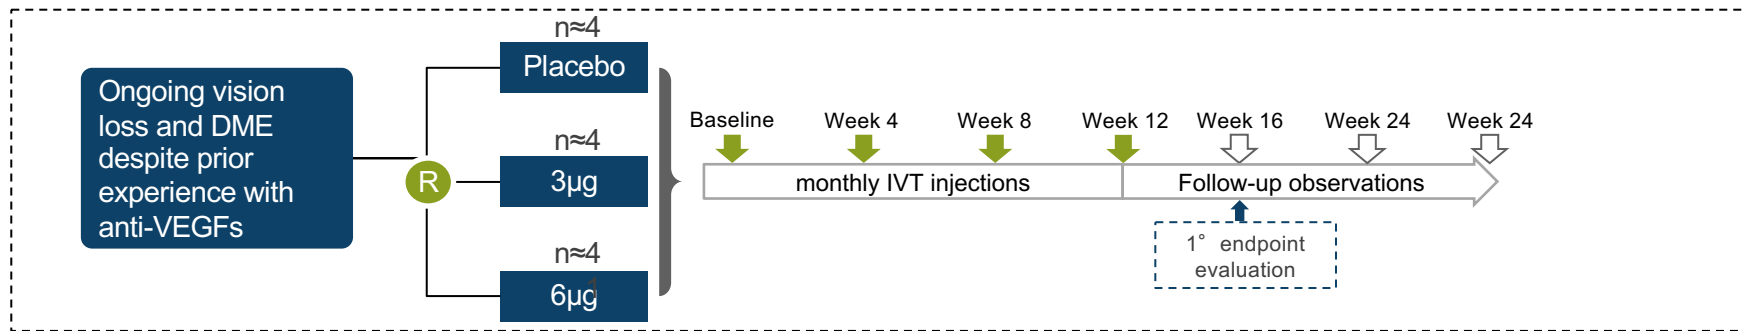 Ongoing vision
loss and DME
despite prior
experience with
anti-VEGFs
R
n≈4
Placebo
n≈4
3µg
n≈4
6µg
Baseline
Week 4
Week 8
Week 12
Week 16
Week 24
Week 24
monthly IVT injections
Follow-up observations
1° endpoint
evaluation